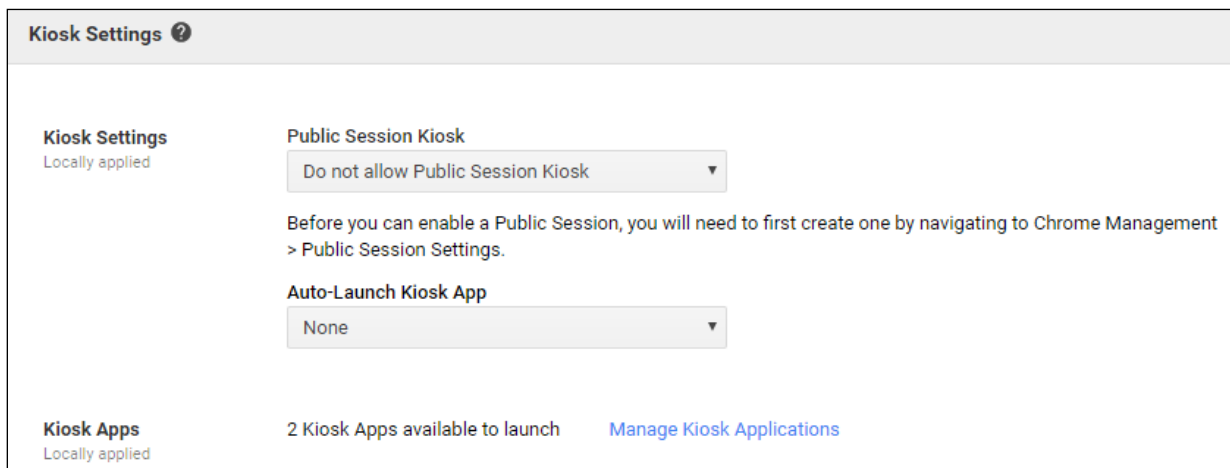 Kiosk Settings ?
Kiosk Settings
Locally applied
Public Session Kiosk
Do not allow Public Session Kiosk
Before you can enable a Public Session, you will need to first create one by navigating to Chrome Management
> Public Session Settings.
Auto-Launch Kiosk App
None
Kiosk Apps
Locally applied
2 Kiosk Apps available to launch
Manage Kiosk Applications